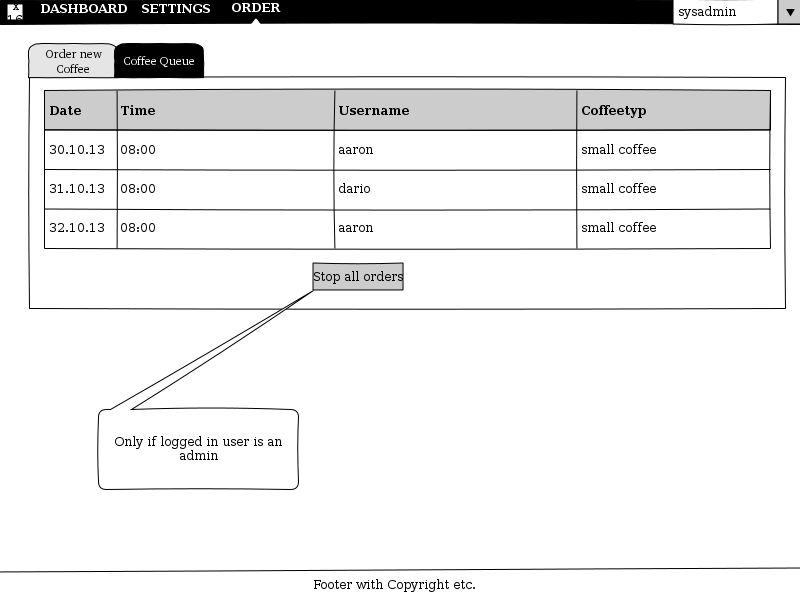 DASHBOARD SETTINGS ORDER sysadmin
Order new
Coffee
Coffee Queue
Date Time Username Coffeetyp
30.10.13 08:00 aaron small coffee
31.10.13 08:00 dario small coffee
32.10.13 08:00 aaron small coffee
Stop all orders
Only if logged in user is an
admin
Footer with Copyright etc.